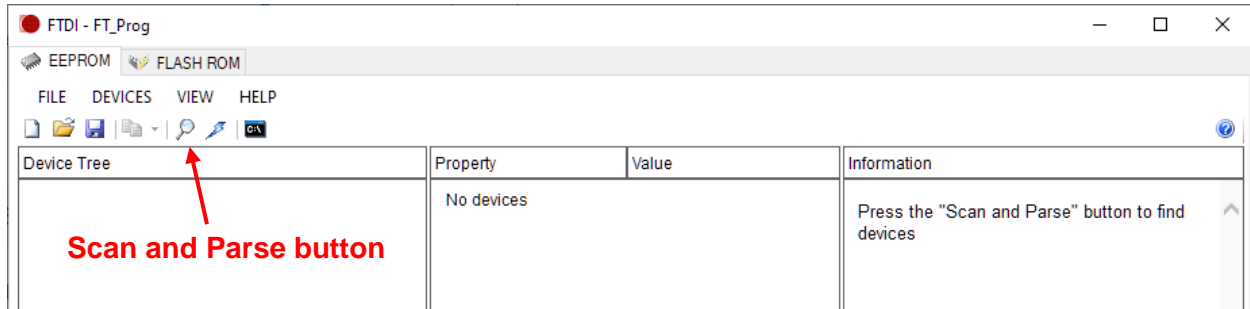 FTDI - FT_Prog
EEPROM FLASH ROM
FILE DEVICES VIEW HELP
C:\
Device Tree Property Value Information
No devices
Press the "Scan and Parse" button to find
devices
Scan and Parse button